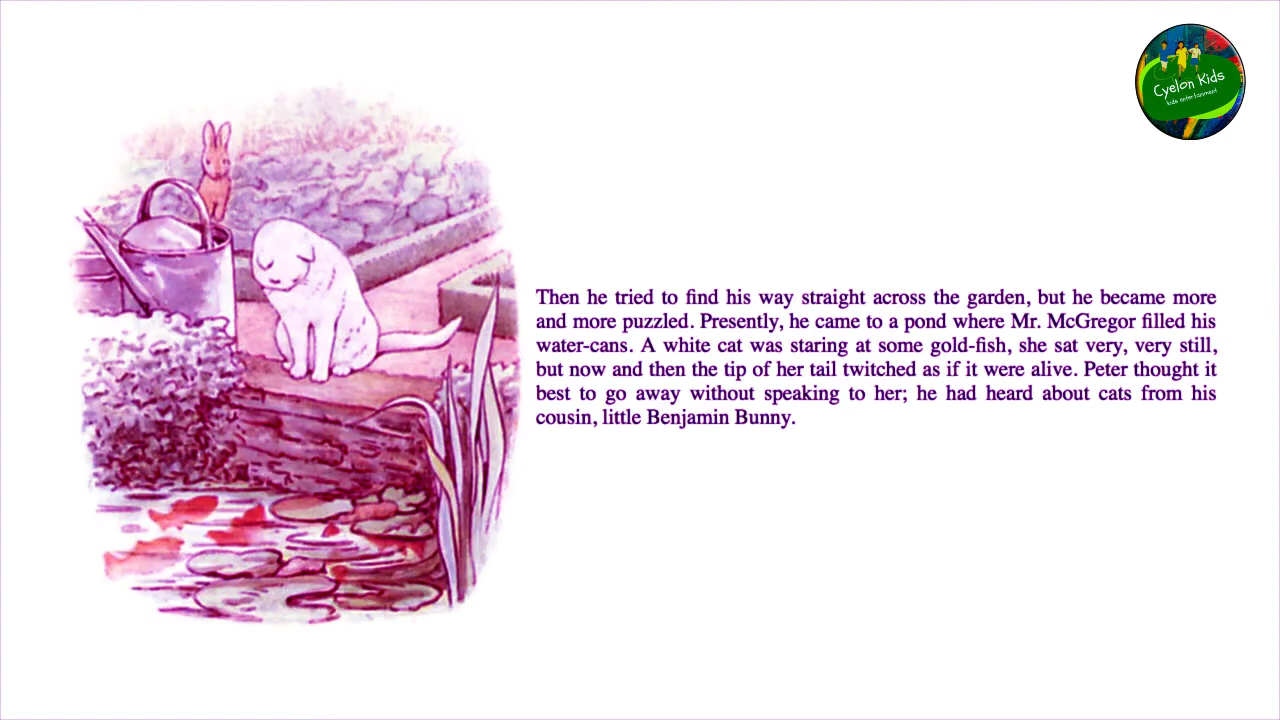 Cyelon Kids
kids entertainment
Then he tried to find his way straight across the garden, but he became more
and more puzzled. Presently, he came to a pond where Mr. McGregor filled his
water-cans. A white cat was staring at some gold-fish, she sat very, very still,
but now and then the tip of her tail twitched as if it were alive. Peter thought it
best to go away without speaking to her; he had heard about cats from his
cousin, little Benjamin Bunny.